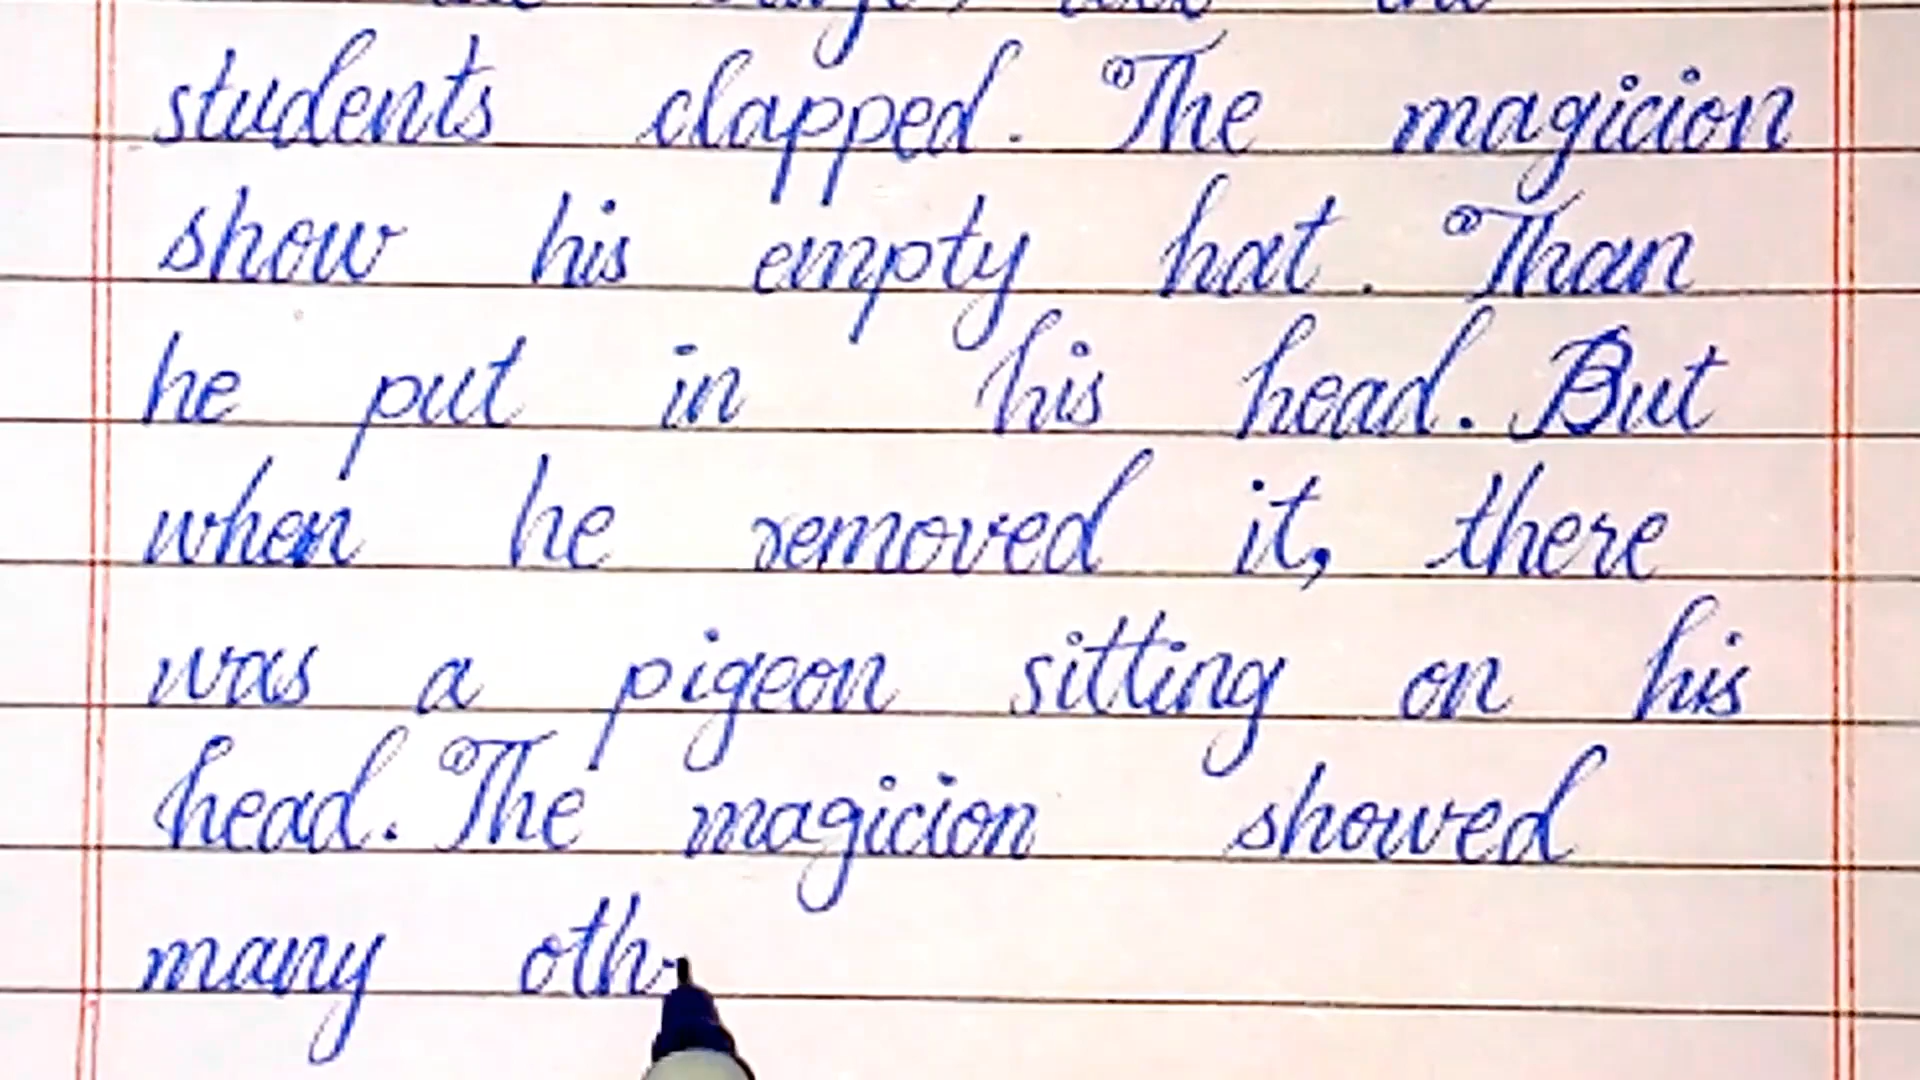 students clapped. The magicion
show his empty hat. Than
he put in his head. But
when he removed it, there
was a pigeon sitting on his
head. The magicion showed
many oth